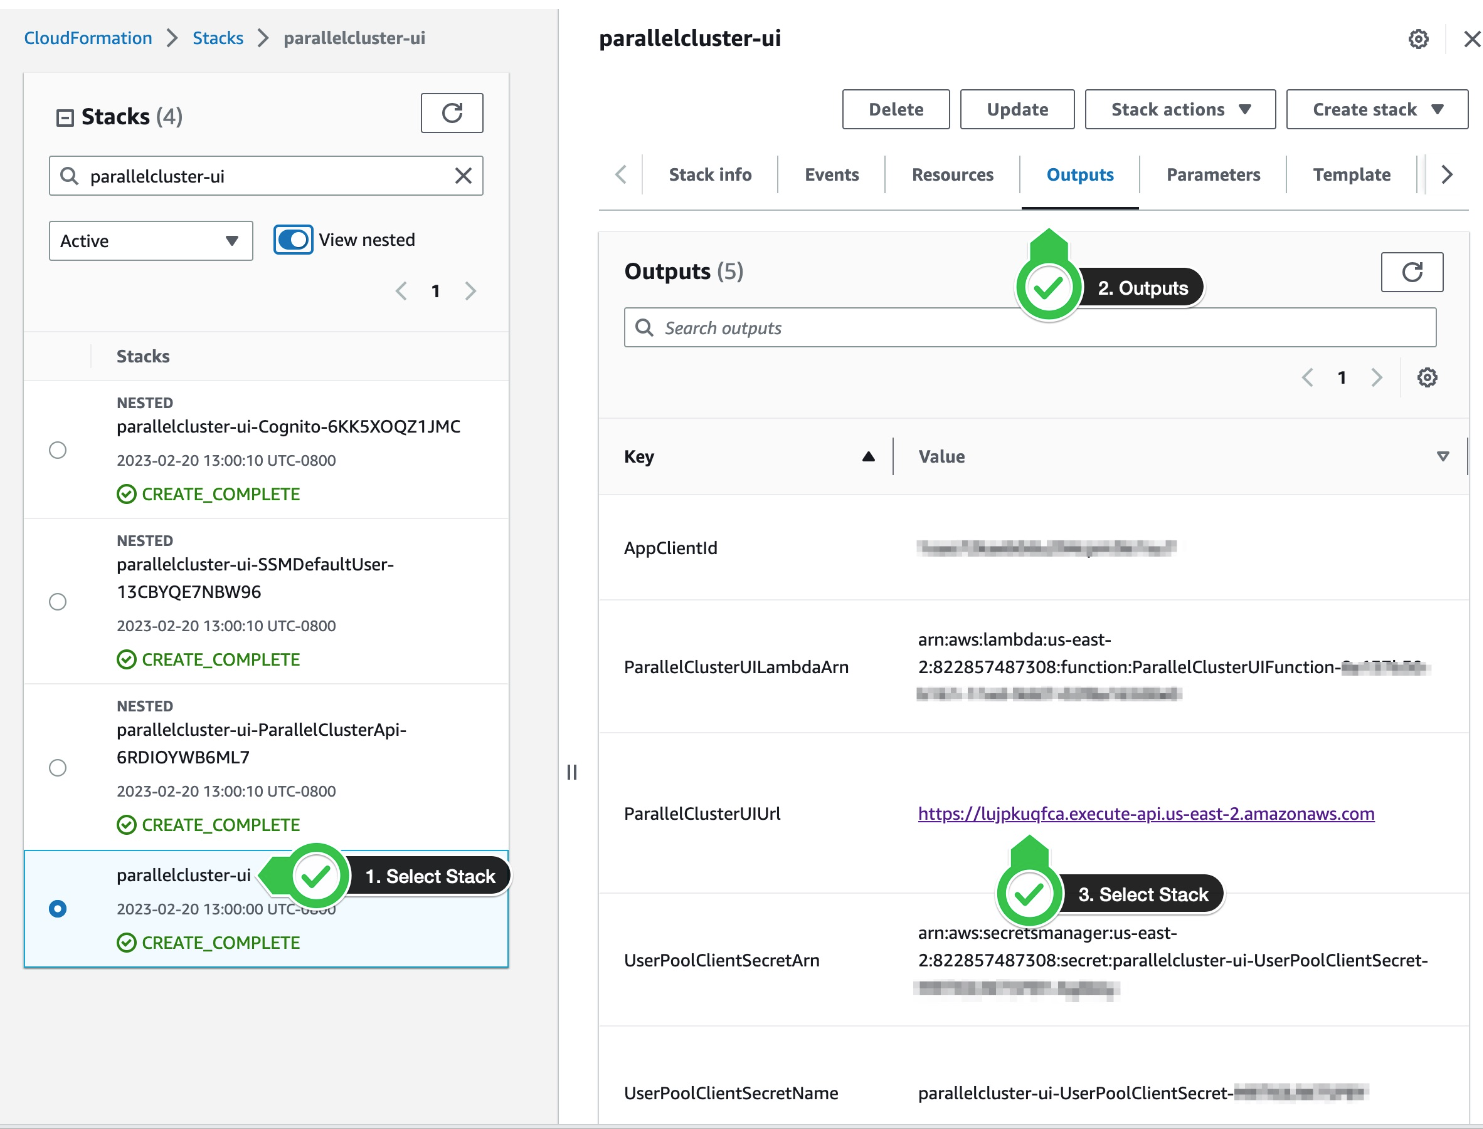 CloudFormation > Stacks > parallelcluster-ui
Stacks (4)
parallelcluster-ui
Active
View nested
1
Stacks
NESTED
parallelcluster-ui-Cognito-6KK5XOQZ1JMC
2023-02-20 13:00:10 UTC-0800
CREATE_COMPLETE
NESTED
parallelcluster-ui-SSMDefaultUser-
13CBYQE7NBW96
2023-02-20 13:00:10 UTC-0800
CREATE_COMPLETE
NESTED
parallelcluster-ui-ParallelClusterApi-
6RDIOYWB6ML7
2023-02-20 13:00:10 UTC-0800
CREATE_COMPLETE
parallelcluster-ui
1. Select Stack
2023-02-20 13:00:00 UTC-0800
CREATE_COMPLETE
parallelcluster-ui
Delete
Update
Stack actions
Create stack
Stack info
Events
Resources
Outputs
Parameters
Template
Outputs (5)
2. Outputs
Search outputs
1
Key
Value
AppClientId
ParallelClusterUILambdaArn
arn:aws:lambda:us-east-
2:822857487308:function:ParallelClusterUIFunction-
ParallelClusterUIUrl
https://lujpkuqfca.execute-api.us-east-2.amazonaws.com
3. Select Stack
UserPoolClientSecretArn
arn:aws:secretsmanager:us-east-
2:822857487308:secret:parallelcluster-ui-UserPoolClientSecret-
UserPoolClientSecretName
parallelcluster-ui-UserPoolClientSecret-